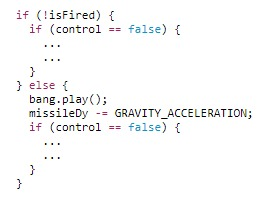 if (!isFired) {
  if (control == false) {
    ...
    ...
  }
} else {
  bang.play();
  missileDy -= GRAVITY_ACCELERATION;
  if (control == false) {
    ...
    ...
  }
}